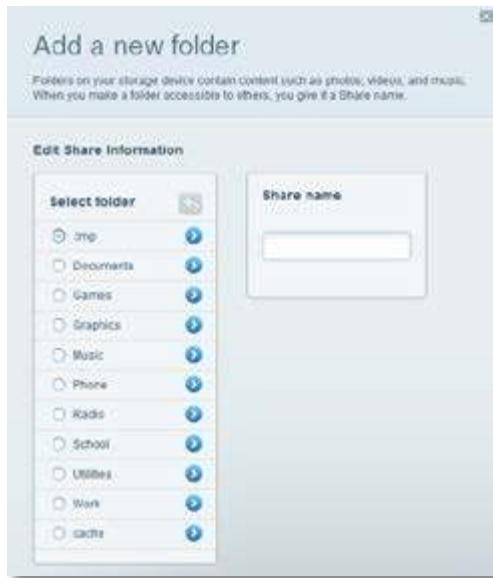 Add a new folder
Folders on your storage device contain content such as photos, videos, and music.
When you make a folder accessible to others, you give it a Share name.
Edit Share Information
Select folder
Share name
.tmp
Documents
Games
Graphics
Music
Phone
Radio
School
Utilities
Work
cache